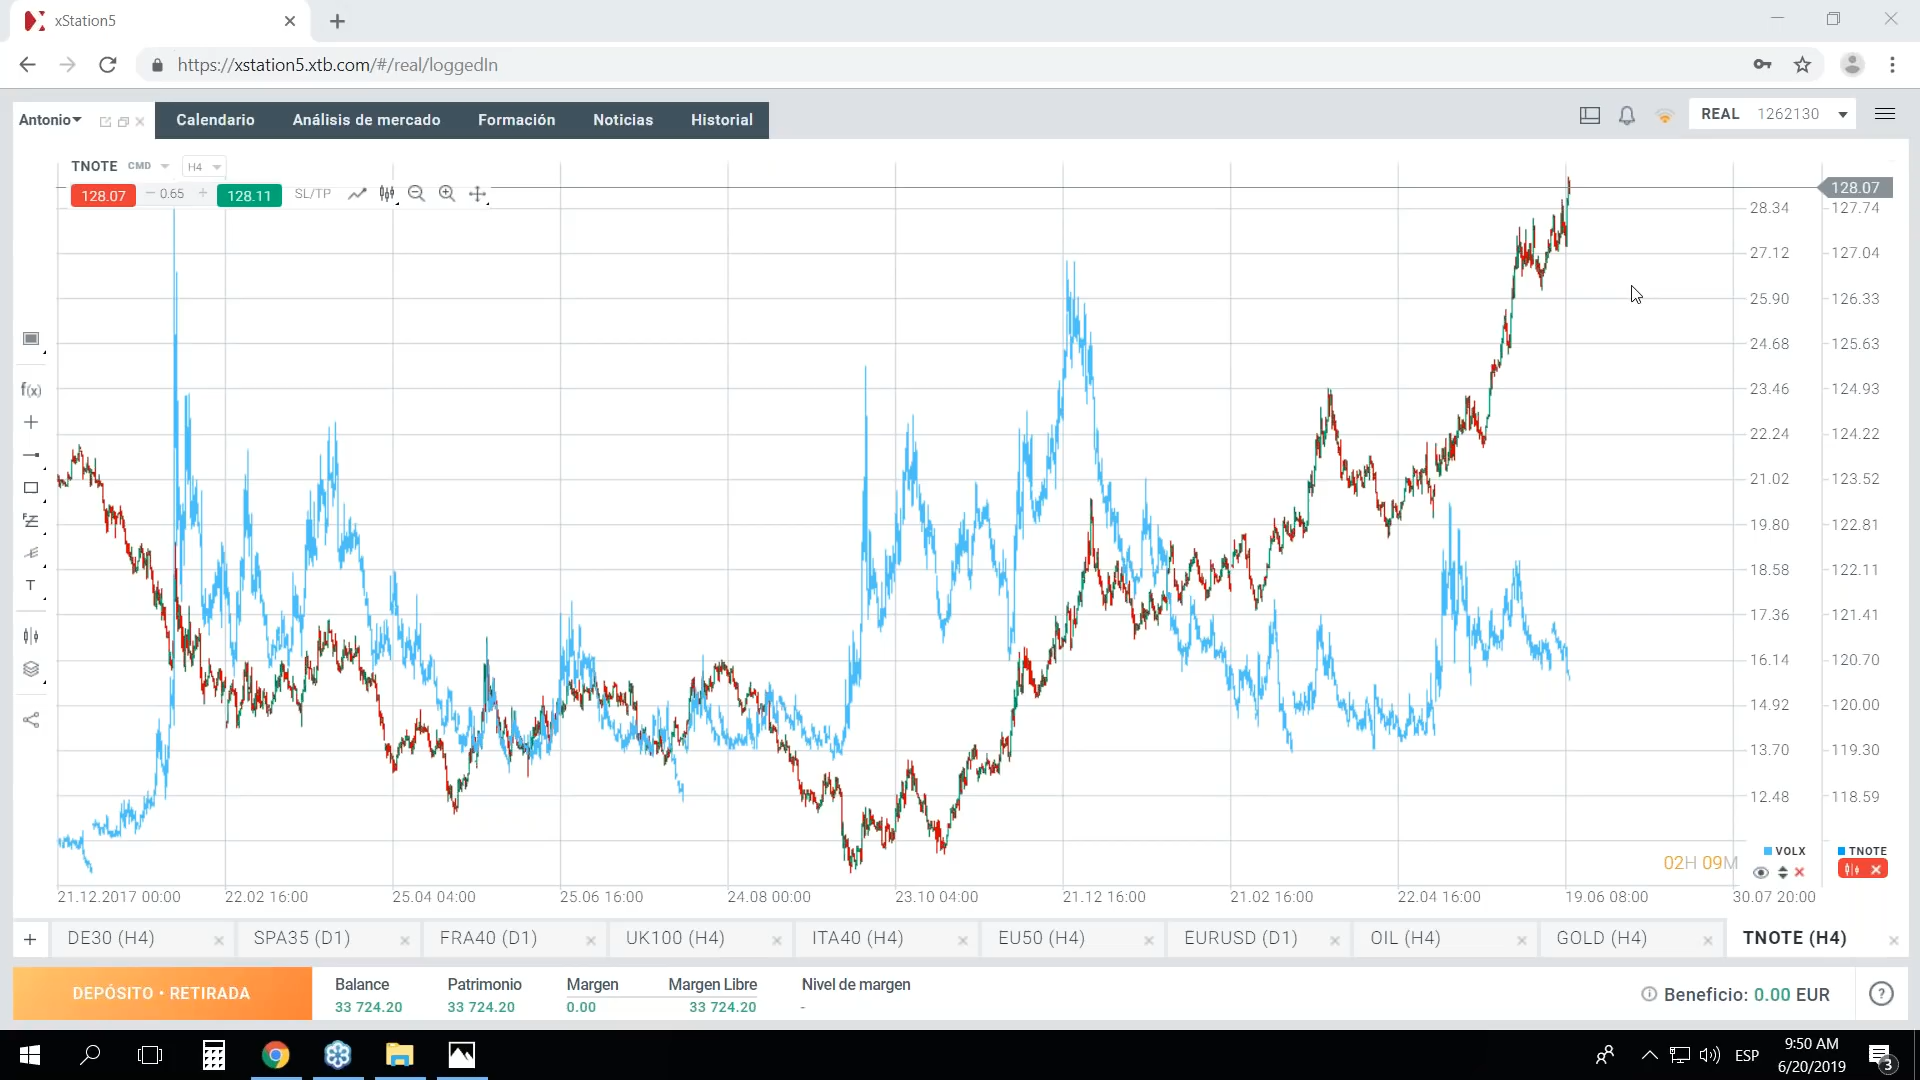 xStation5
https://xstation5.xtb.com/#/real/loggedIn
Antonio
Calendario Análisis de mercado Formación Noticias Historial
REAL 1262130
TNOTE CMD H4
128.07 0.65 128.11 SL/TP
128.07
28.34 127.74
27.12 127.04
25.90 126.33
24.68 125.63
23.46 124.93
22.24 124.22
21.02 123.52
19.80 122.81
18.58 122.11
17.36 121.41
16.14 120.70
14.92 120.00
13.70 119.30
12.48 118.59
f(x)
T
VOLX TNOTE
02H 09M
21.12.2017 00:00 22.02 16:00 25.04 04:00 25.06 16:00 24.08 00:00 23.10 04:00 21.12 16:00 21.02 16:00 22.04 16:00 19.06 08:00 30.07 20:00
DE30 (H4) SPA35 (D1) FRA40 (D1) UK100 (H4) ITA40 (H4) EU50 (H4) EURUSD (D1) OIL (H4) GOLD (H4) TNOTE (H4)
DEPÓSITO • RETIRADA
Balance Patrimonio Margen Margen Libre Nivel de margen
33 724.20 33 724.20 0.00 33 724.20 -
Beneficio: 0.00 EUR
ESP
9:50 AM
6/20/2019
3